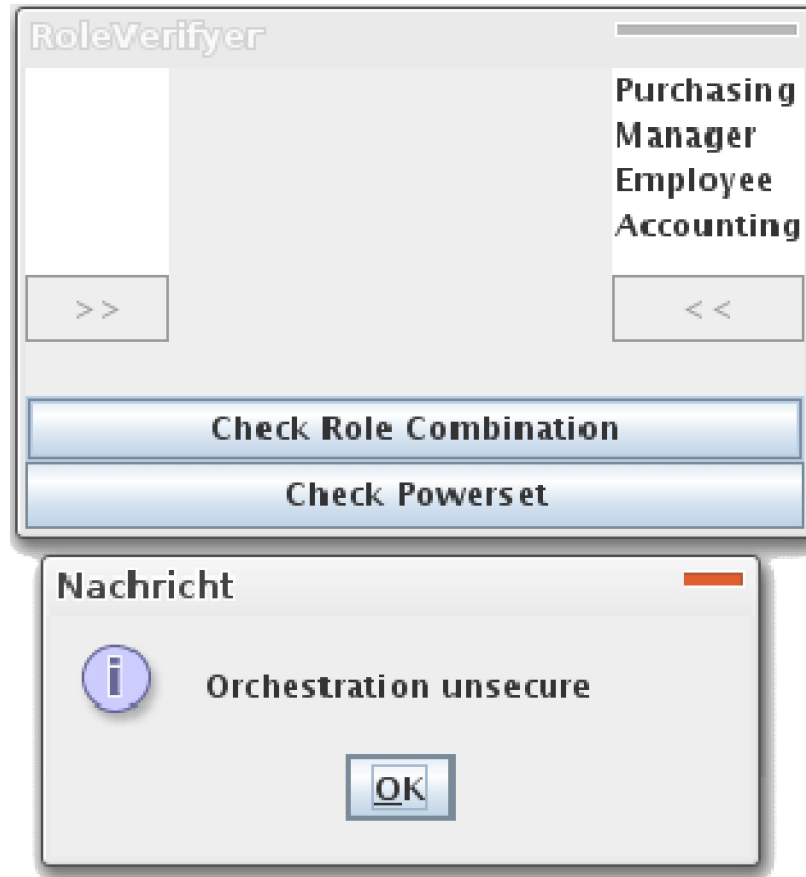 RoleVerifyer
Purchasing
Manager
Employee
Accounting
>>
<<
Check Role Combination
Check Powerset
Nachricht
i
Orchestration unsecure
OK